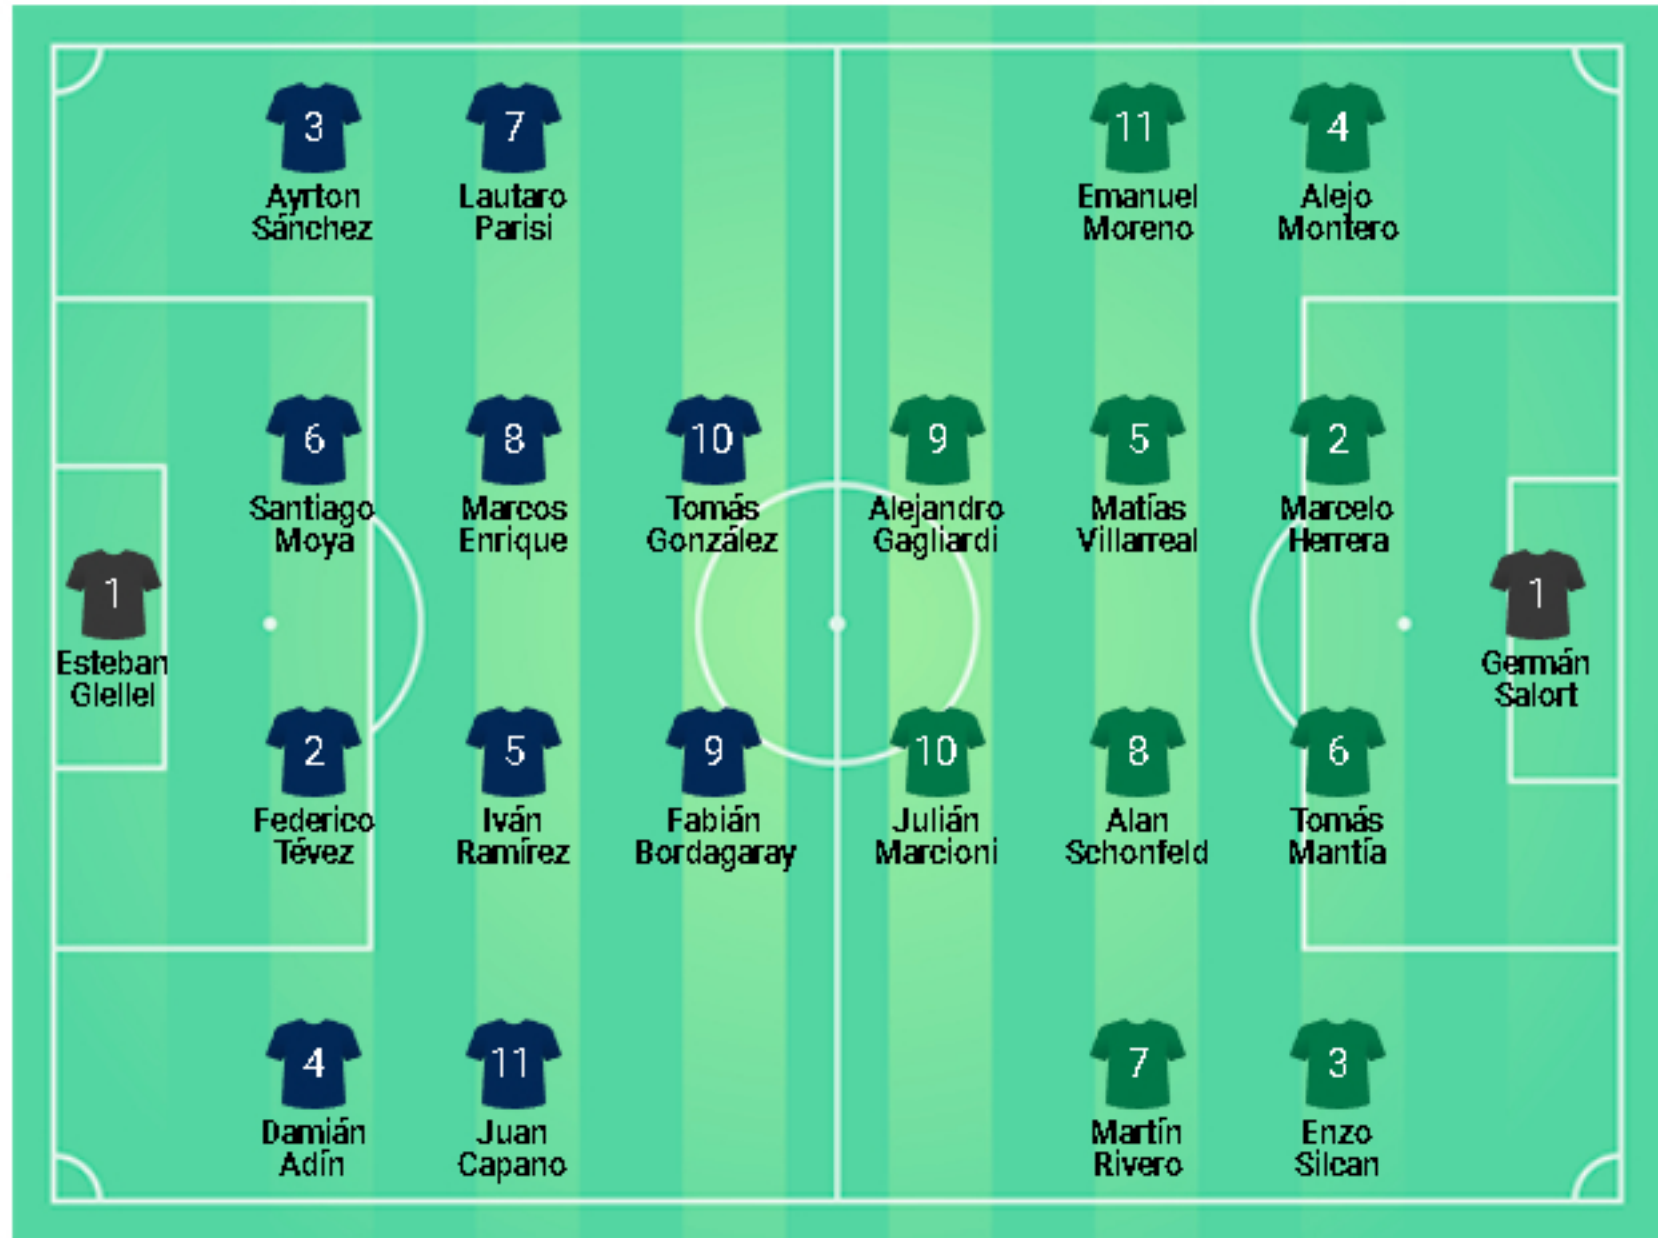 3
Ayrton
Sánchez
7
Lautaro
Parisi
11
Emanuel
Moreno
4
Alejo
Montero
6
Santiago
Moya
8
Marcos
Enrique
10
Tomás
González
9
Alejandro
Gagliardi
5
Matías
Villarreal
2
Marcelo
Herrera
1
Esteban
Glellel
1
Germán
Salort
2
Federico
Tévez
5
Iván
Ramírez
9
Fabián
Bordagaray
10
Julián
Marcioni
8
Alan
Schonfeld
6
Tomás
Mantía
4
Damián
Adín
11
Juan
Capano
7
Martín
Rivero
3
Enzo
Silcan